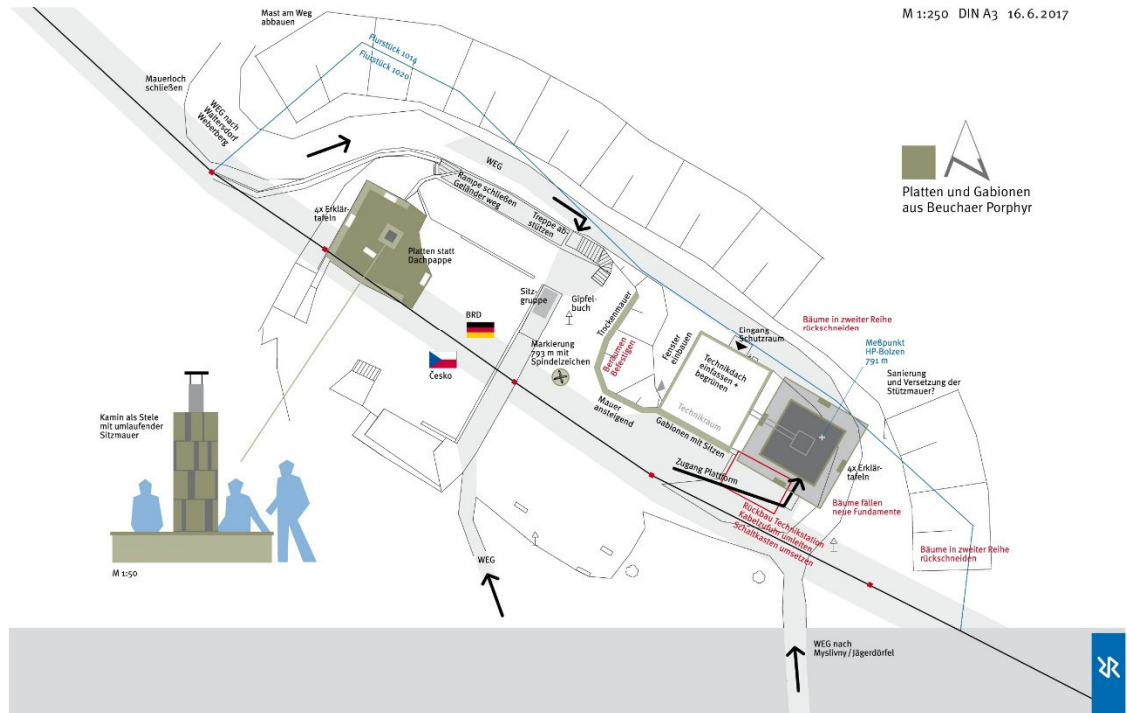 M 1:250 DIN A3 16.6.2017
Mast am Weg
abbauen
Flurstück 1014
Flurstück 1020
Mauerloch
schließen
WEG nach
Waltersdorf
Weberberg
WEG
Rampe schließen
Geländer weg
Treppe ab-
stützen
Platten und Gabionen
aus Beuchaer Porphyr
4x Erklär-
tafeln
Platten statt
Dachpappe
Sitz-
gruppe
Gipfel-
buch
BRD
Česko
Markierung
793 m mit
Spindelzeichen
Trockenmauer
Beräumen
Befestigen
Fenster
einbauen
Eingang
Schutzraum
Technikdach
einfassen +
begrünen
Technikraum
Bäume in zweiter Reihe
rückschneiden
Meßpunkt
HP-Bolzen
791 m
Sanierung
und Versetzung der
Stützmauer?
Mauer
ansteigend
Gabionen mit Sitzen
Zugang Plattform
4x Erklär-
tafeln
Rückbau Technikstation
Kabelzufuhr umleiten
Schaltkasten umsetzen
Bäume fällen
neue Fundamente
Bäume in zweiter Reihe
rückschneiden
Kamin als Stele
mit umlaufender
Sitzmauer
M 1:50
WEG
WEG nach
Myslivny / Jägerdörfel